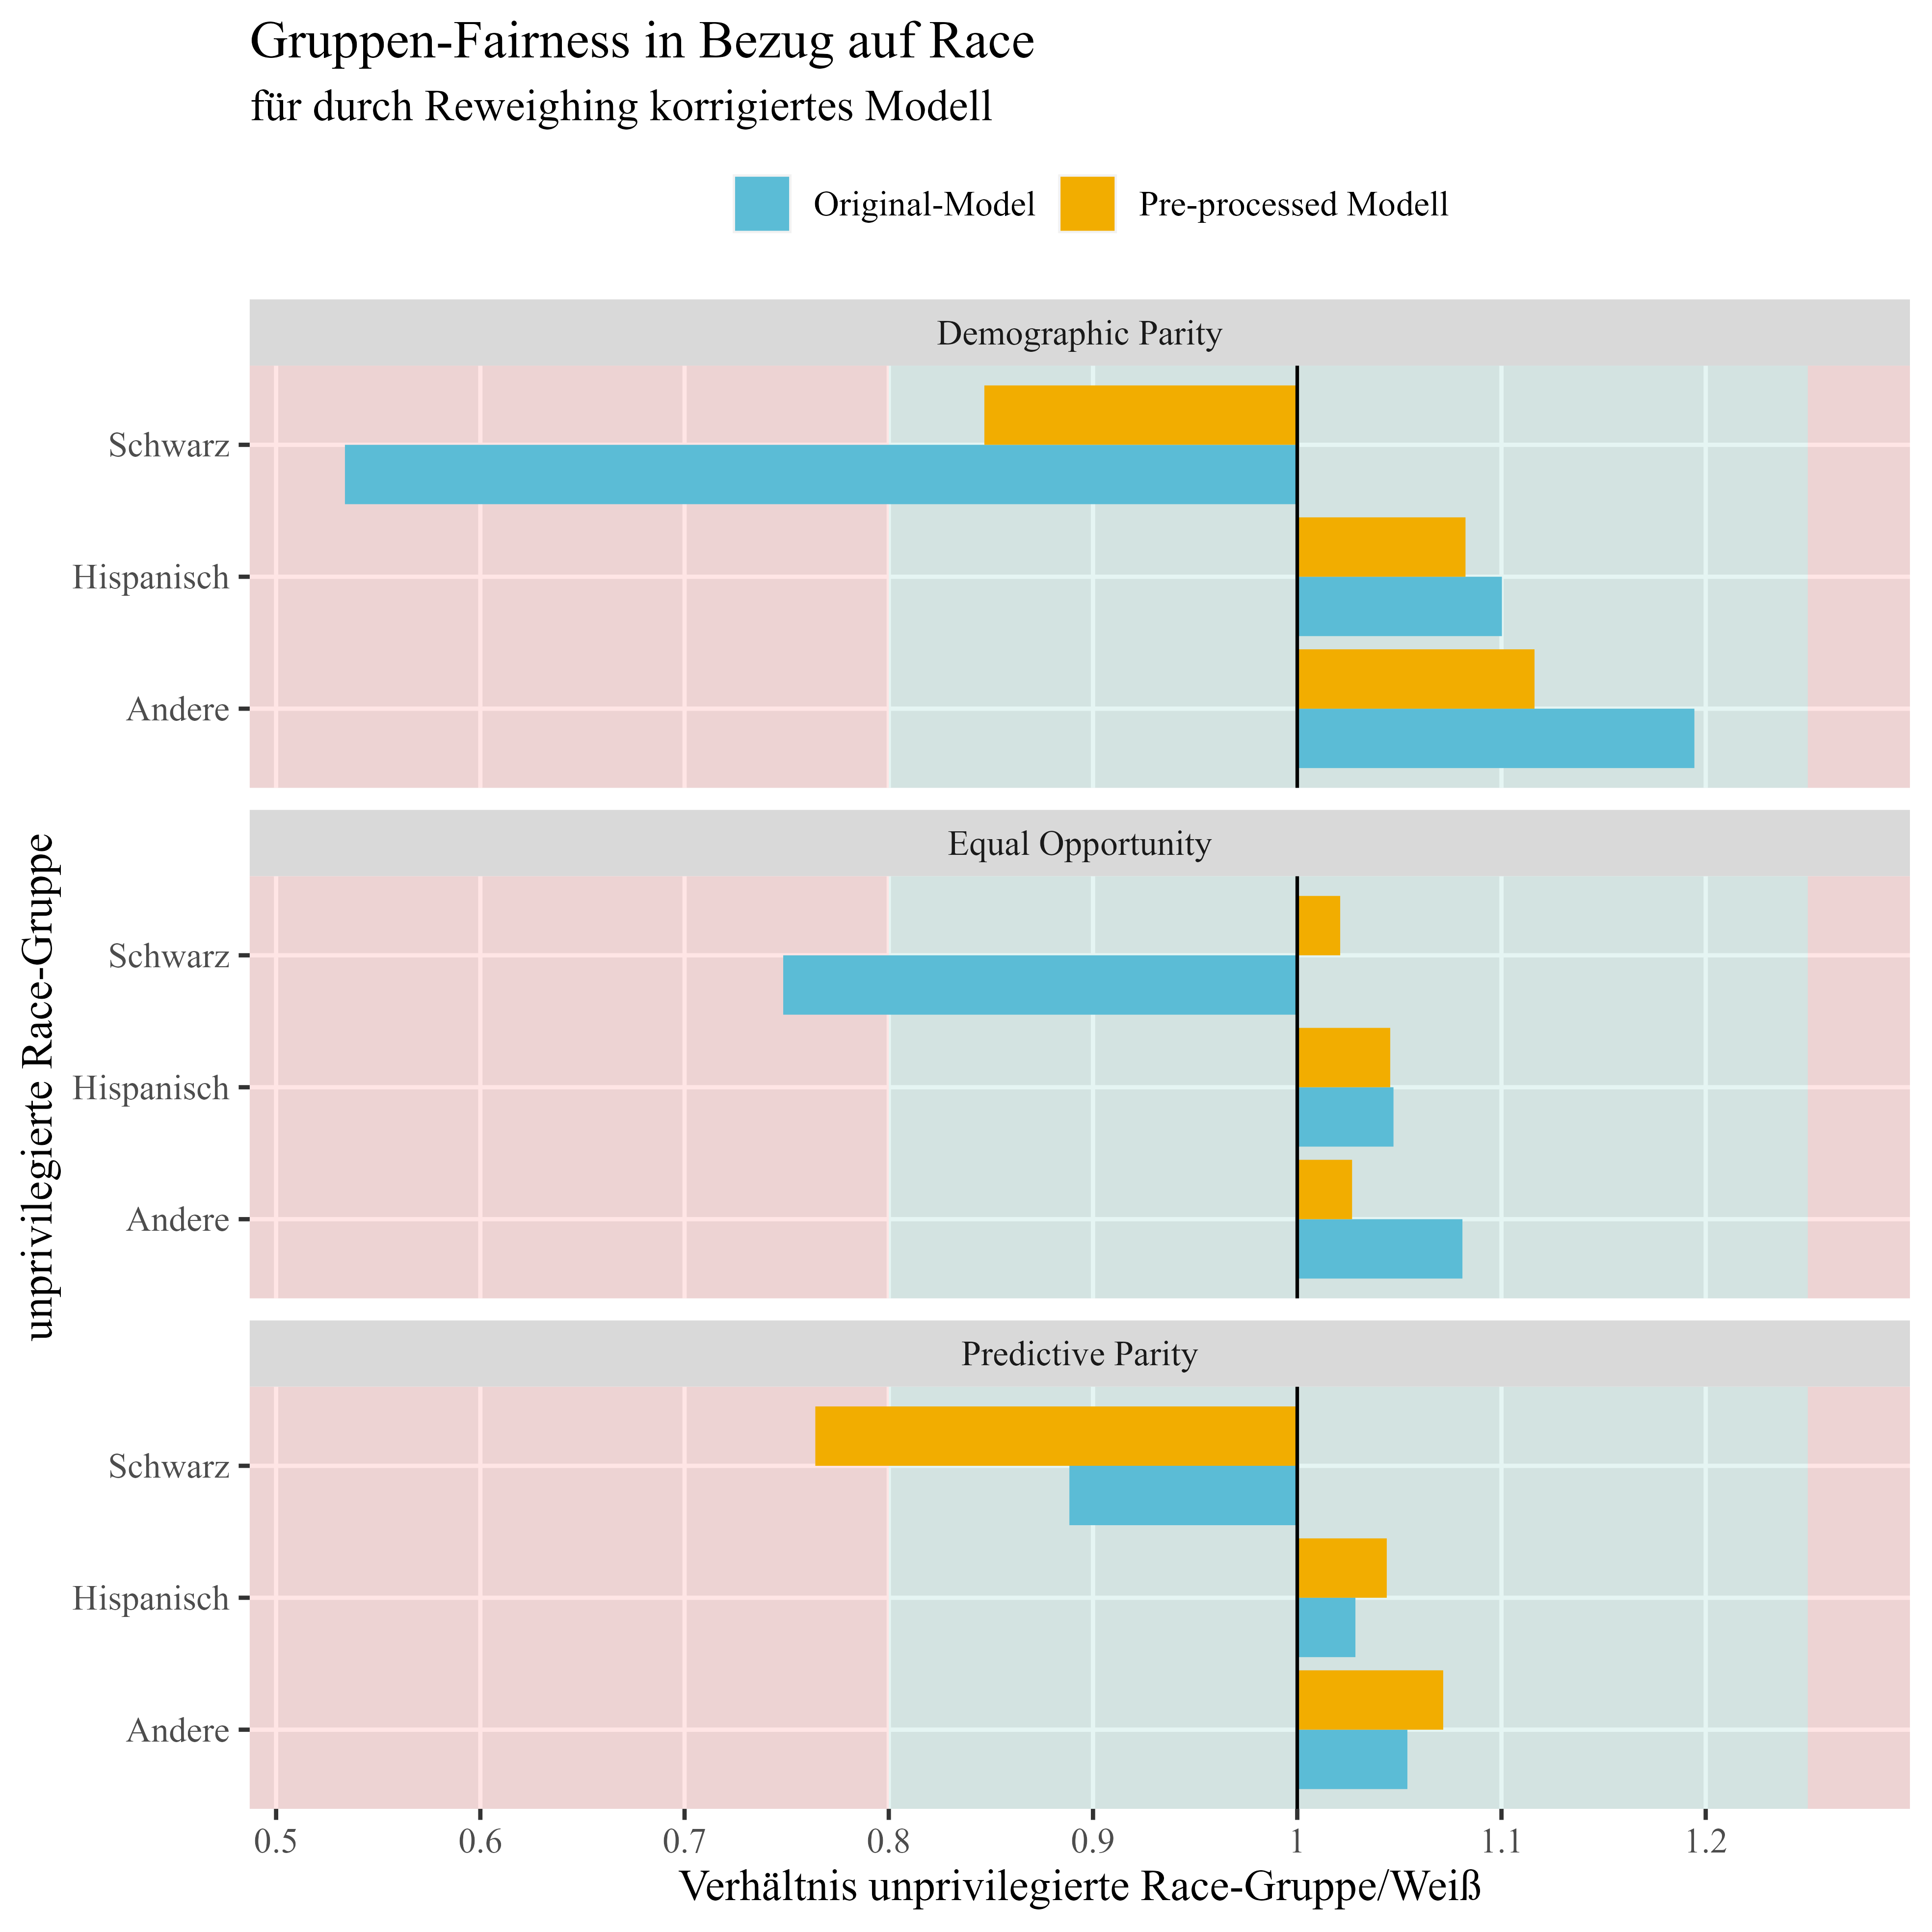 Gruppen-Fairness in Bezug auf Race
für durch Reweighing korrigiertes Modell
Original-Model
Pre-processed Modell
Demographic Parity
Schwarz
Hispanisch
Andere
Equal Opportunity
Schwarz
Hispanisch
Andere
Predictive Parity
Schwarz
Hispanisch
Andere
unprivilegierte Race-Gruppe
0.5 0.6 0.7 0.8 0.9 1 1.1 1.2
Verhältnis unprivilegierte Race-Gruppe/Weiß